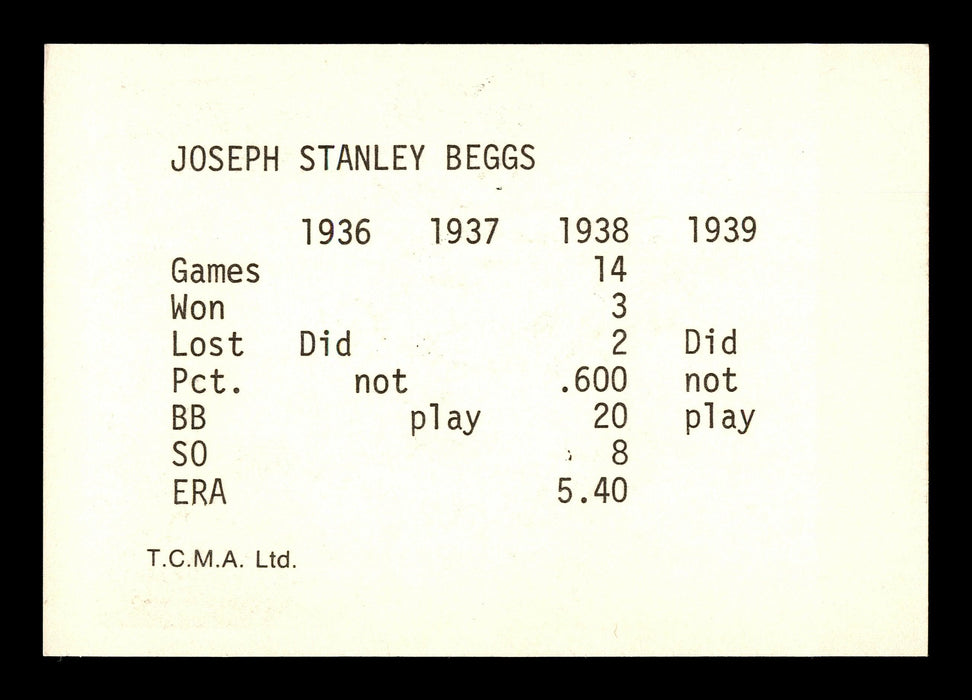 JOSEPH STANLEY BEGGS
1936 1937 1938 1939
Games 14
Won 3
Lost Did 2 Did
Pct. not .600 not
BB play 20 play
SO 8
ERA 5.40
T.C.M.A. Ltd.